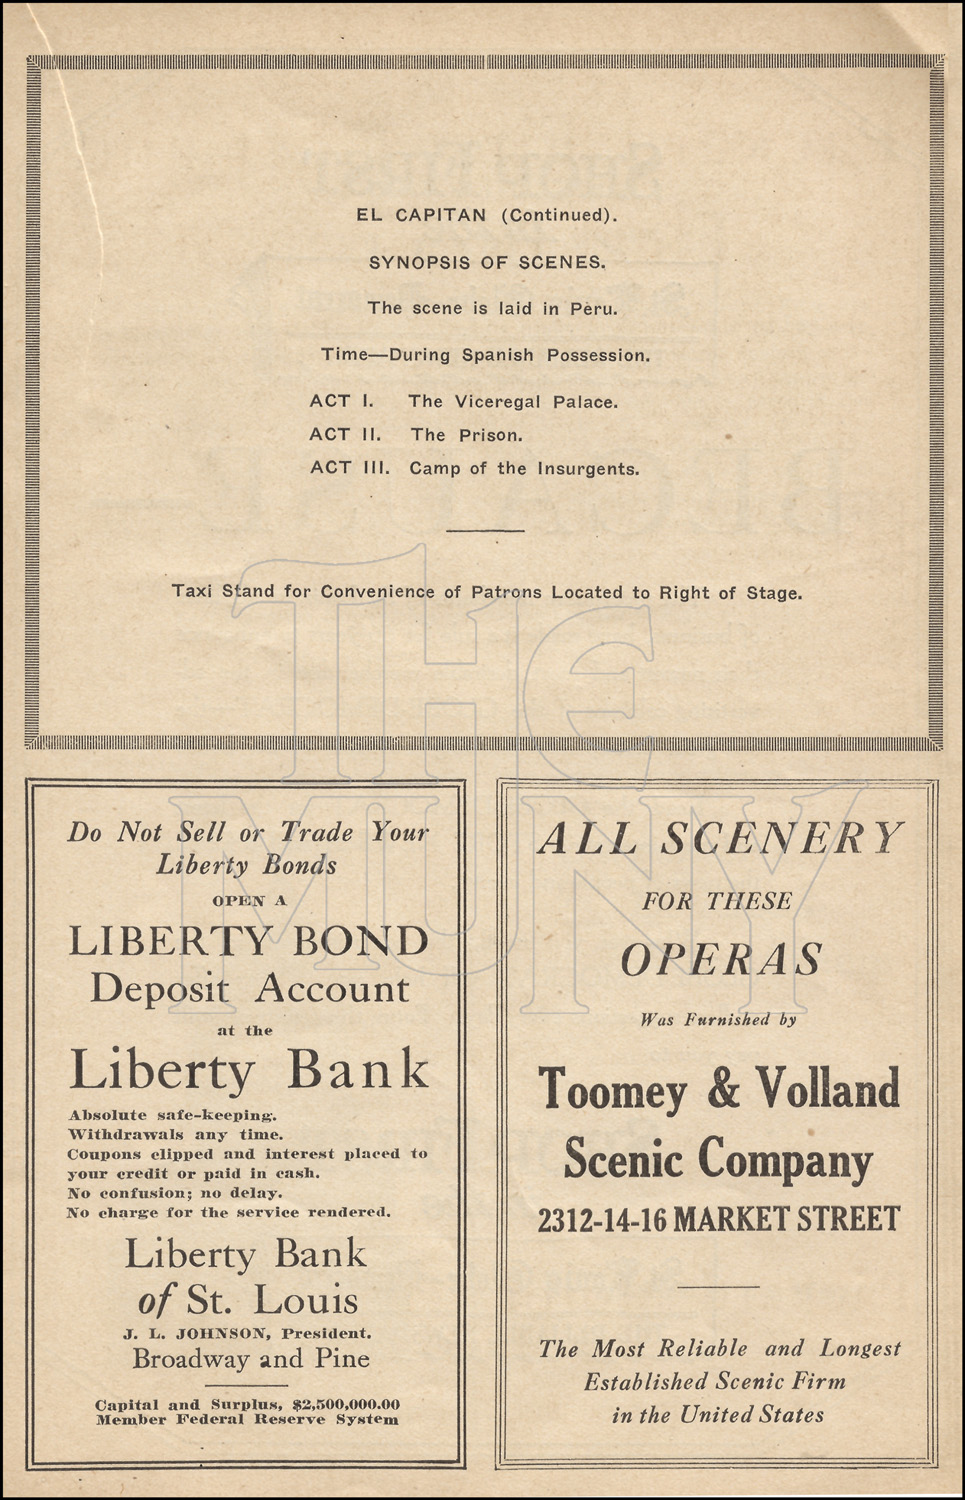 EL CAPITAN (Continued).
SYNOPSIS OF SCENES.
The scene is laid in Peru.
Time—During Spanish Possession.
ACT I. The Viceregal Palace.
ACT II. The Prison.
ACT III. Camp of the Insurgents.
Taxi Stand for Convenience of Patrons Located to Right of Stage.
THE
MUNY
Do Not Sell or Trade Your
Liberty Bonds
OPEN A
LIBERTY BOND
Deposit Account
at the
Liberty Bank
Absolute safe-keeping.
Withdrawals any time.
Coupons clipped and interest placed to
your credit or paid in cash.
No confusion; no delay.
No charge for the service rendered.
Liberty Bank
of St. Louis
J. L. JOHNSON, President.
Broadway and Pine
Capital and Surplus, $2,500,000.00
Member Federal Reserve System
ALL SCENERY
FOR THESE
OPERAS
Was Furnished by
Toomey & Volland
Scenic Company
2312-14-16 MARKET STREET
The Most Reliable and Longest
Established Scenic Firm
in the United States